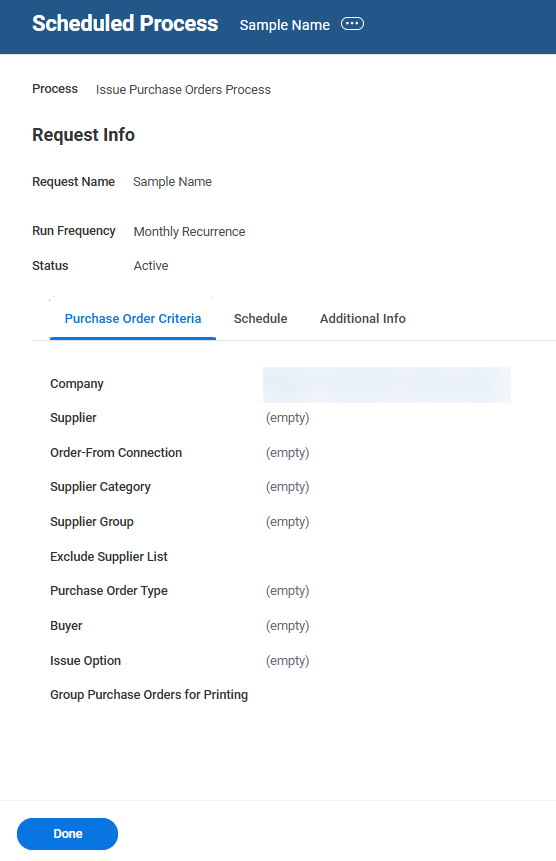 Scheduled Process Sample Name
Process Issue Purchase Orders Process
Request Info
Request Name Sample Name
Run Frequency Monthly Recurrence
Status Active
Purchase Order Criteria Schedule Additional Info
Company
Supplier (empty)
Order-From Connection (empty)
Supplier Category (empty)
Supplier Group (empty)
Exclude Supplier List
Purchase Order Type (empty)
Buyer (empty)
Issue Option (empty)
Group Purchase Orders for Printing
Done